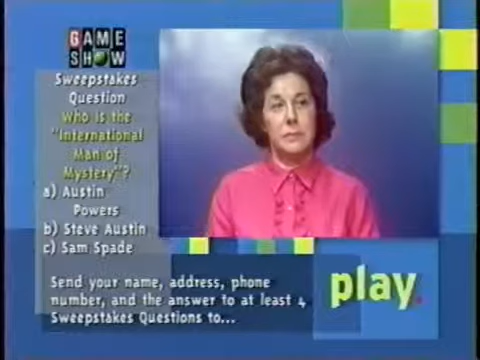 GAME
SHOW
Sweepstakes
Question
Who is the
"International
Man of
Mystery"?
a) Austin
Powers
b) Steve Austin
c) Sam Spade
Send your name, address, phone
number, and the answer to at least 4
Sweepstakes Questions to...
play.